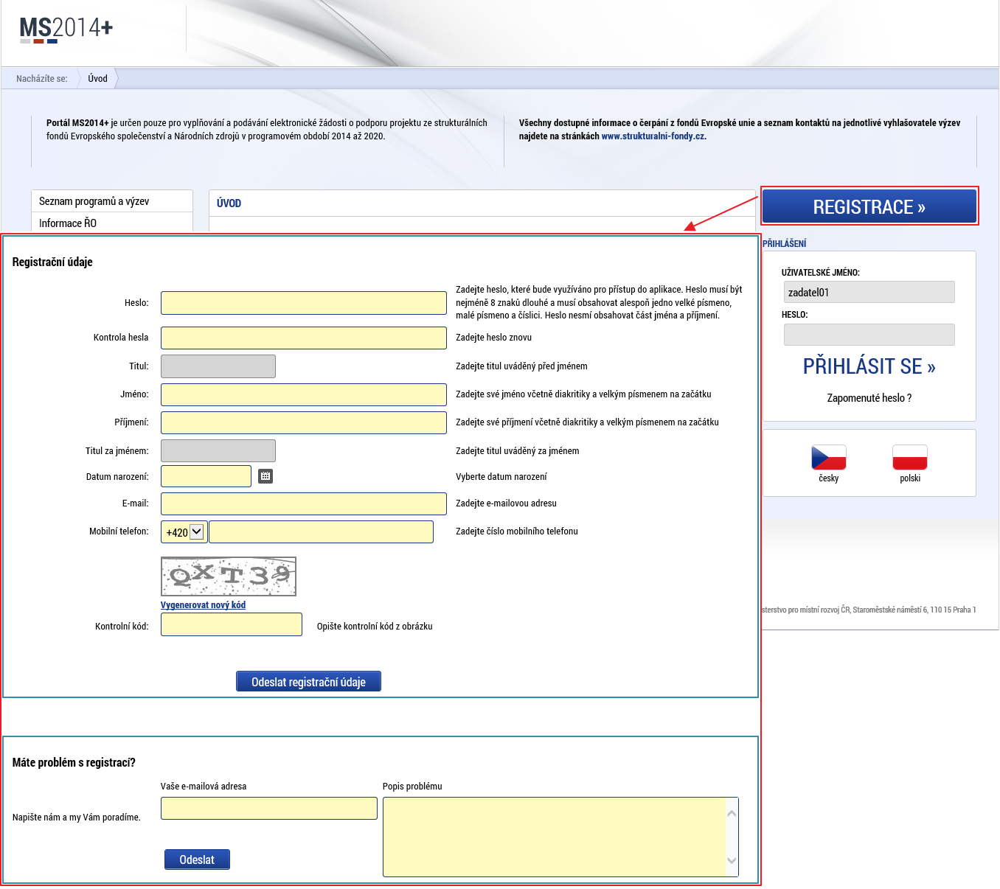 MS2014+
Nacházíte se:
Úvod
Portál MS2014+ je určen pouze pro vyplňování a podávání elektronické žádosti o podporu projektu ze strukturálních
fondů Evropského společenství a Národních zdrojů v programovém období 2014 až 2020.
Všechny dostupné informace o čerpání z fondů Evropské unie a seznam kontaktů na jednotlivé vyhlašovatele výzev
najdete na stránkách www.strukturalni-fondy.cz.
Seznam programů a výzev
Informace ŘO
ÚVOD
REGISTRACE »
PŘIHLÁŠENÍ
UŽIVATELSKÉ JMÉNO:
zadatel01
HESLO:
PŘIHLÁSIT SE »
Zapomenuté heslo ?
česky
polski
Registrační údaje
Heslo:
Zadejte heslo, které bude využíváno pro přístup do aplikace. Heslo musí být
nejméně 8 znaků dlouhé a musí obsahovat alespoň jedno velké písmeno,
malé písmeno a číslici. Heslo nesmí obsahovat část jména a příjmení.
Kontrola hesla
Zadejte heslo znovu
Titul:
Zadejte titul uváděný před jménem
Jméno:
Zadejte své jméno včetně diakritiky a velkým písmenem na začátku
Příjmení:
Zadejte své příjmení včetně diakritiky a velkým písmenem na začátku
Titul za jménem:
Zadejte titul uváděný za jménem
Datum narození:
Vyberte datum narození
E-mail:
Zadejte e-mailovou adresu
Mobilní telefon:
+420
Zadejte číslo mobilního telefonu
QXT39
Vygenerovat nový kód
Kontrolní kód:
Opište kontrolní kód z obrázku
Odeslat registrační údaje
sterstvo pro místní rozvoj ČR, Staroměstské náměstí 6, 110 15 Praha 1
Máte problém s registrací?
Vaše e-mailová adresa
Popis problému
Napište nám a my Vám poradíme.
Odeslat